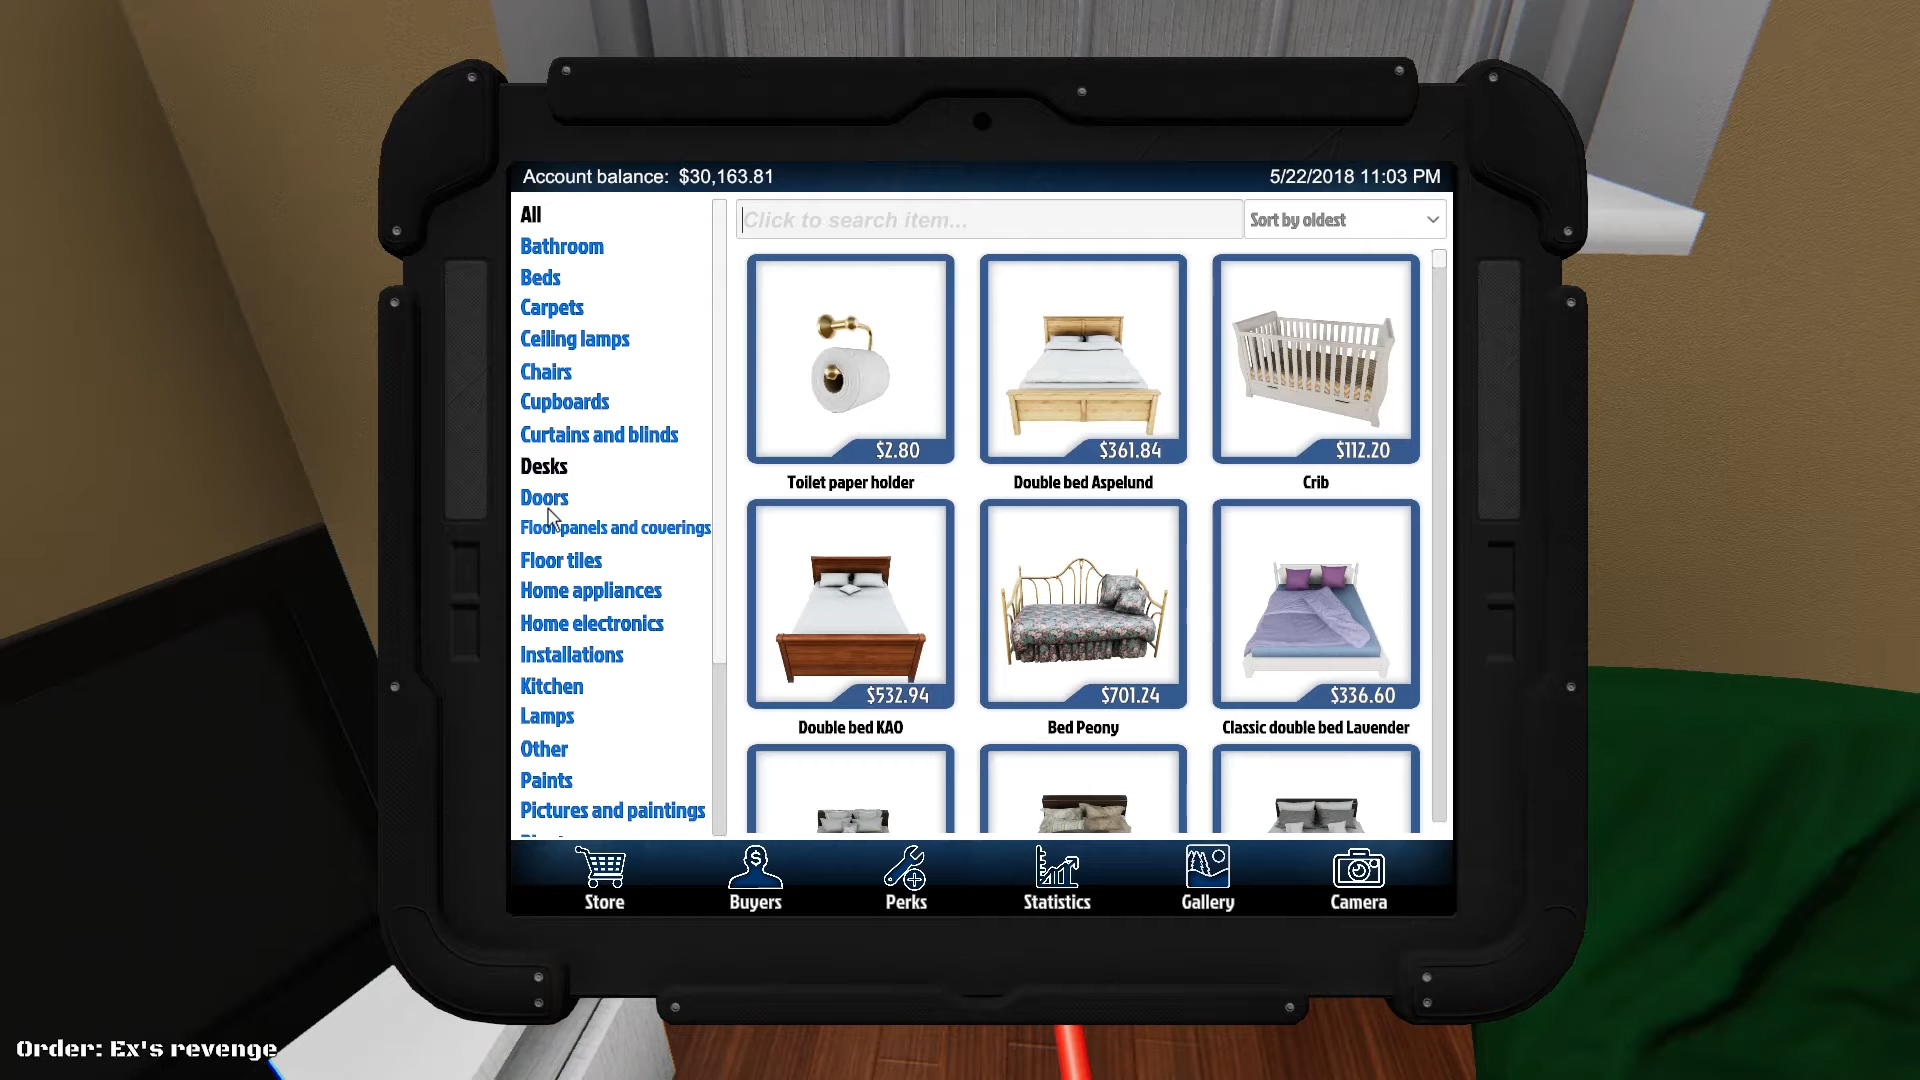 Account balance: $30,163.81
5/22/2018 11:03 PM
All
Bathroom
Beds
Carpets
Ceiling lamps
Chairs
Cupboards
Curtains and blinds
Desks
Doors
Floor panels and coverings
Floor tiles
Home appliances
Home electronics
Installations
Kitchen
Lamps
Other
Paints
Pictures and paintings
Click to search item...
Sort by oldest
$2.80
$361.84
$112.20
Toilet paper holder
Double bed Aspelund
Crib
$532.94
$701.24
$336.60
Double bed KAO
Bed Peony
Classic double bed Lavender
Store
Buyers
Perks
Statistics
Gallery
Camera
Order: Ex's revenge